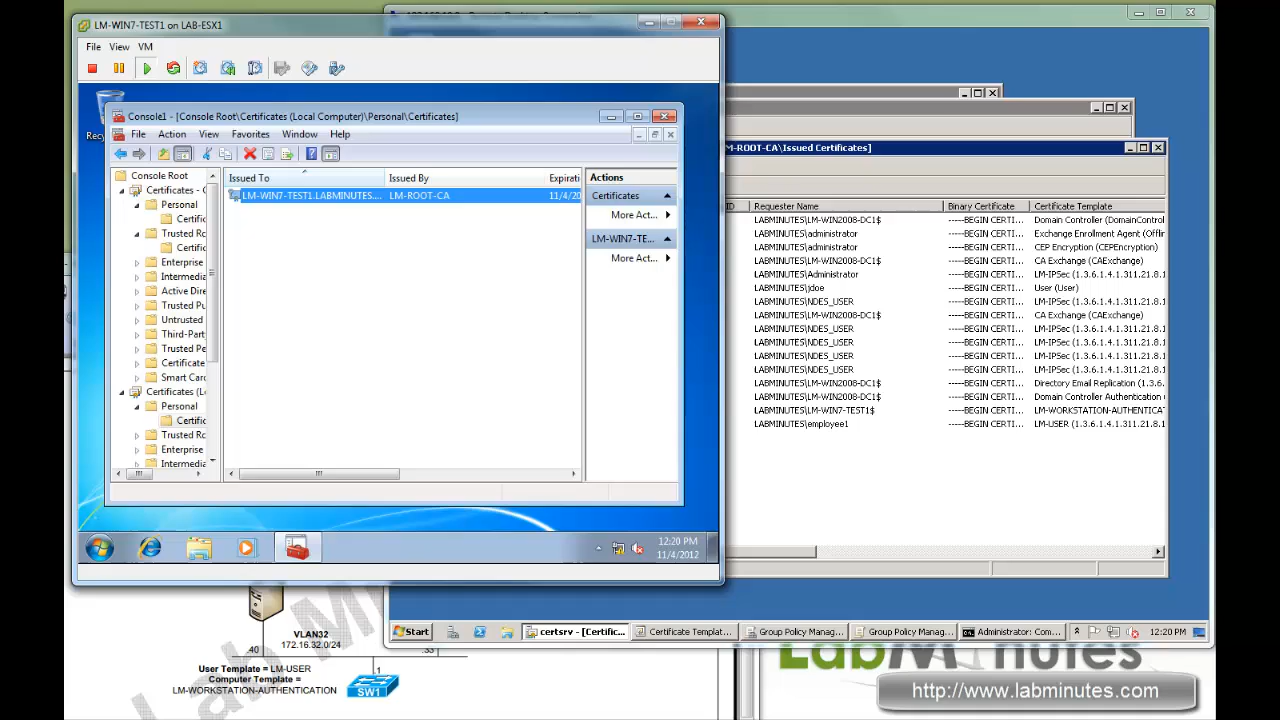 LM-WIN7-TEST1 on LAB-ESX1
File View VM
Console1 - [Console Root\Certificates (Local Computer)\Personal\Certificates]
File Action View Favorites Window Help
Console Root
Certificates - C
Personal
Certific
Trusted Ro
Certific
Enterprise
Intermedia
Active Dire
Trusted Pu
Untrusted
Third-Party
Trusted Pe
Certificate
Smart Card
Certificates (Lo
Personal
Certific
Trusted Ro
Enterprise
Intermedia
Issued To Issued By Expirati
LM-WIN7-TEST1.LABMINUTES.... LM-ROOT-CA 11/4/20
Actions
Certificates
More Act...
LM-WIN7-TE...
More Act...
12:20 PM
11/4/2012
M-ROOT-CA\Issued Certificates]
ID Requester Name Binary Certificate Certificate Template
LABMINUTES\LM-WIN2008-DC1$ -----BEGIN CERTI... Domain Controller (DomainControl
LABMINUTES\administrator -----BEGIN CERTI... Exchange Enrollment Agent (Offlin
LABMINUTES\administrator -----BEGIN CERTI... CEP Encryption (CEPEncryption)
LABMINUTES\LM-WIN2008-DC1$ -----BEGIN CERTI... CA Exchange (CAExchange)
LABMINUTES\Administrator -----BEGIN CERTI... LM-IPSec (1.3.6.1.4.1.311.21.8.1
LABMINUTES\jdoe -----BEGIN CERTI... User (User)
LABMINUTES\NDES_USER -----BEGIN CERTI... LM-IPSec (1.3.6.1.4.1.311.21.8.1
LABMINUTES\LM-WIN2008-DC1$ -----BEGIN CERTI... CA Exchange (CAExchange)
LABMINUTES\NDES_USER -----BEGIN CERTI... LM-IPSec (1.3.6.1.4.1.311.21.8.1
LABMINUTES\NDES_USER -----BEGIN CERTI... LM-IPSec (1.3.6.1.4.1.311.21.8.1
LABMINUTES\NDES_USER -----BEGIN CERTI... LM-IPSec (1.3.6.1.4.1.311.21.8.1
LABMINUTES\NDES_USER -----BEGIN CERTI... LM-IPSec (1.3.6.1.4.1.311.21.8.1
LABMINUTES\LM-WIN2008-DC1$ -----BEGIN CERTI... Directory Email Replication (1.3.6.
LABMINUTES\LM-WIN2008-DC1$ -----BEGIN CERTI... Domain Controller Authentication
LABMINUTES\LM-WIN7-TEST1$ -----BEGIN CERTI... LM-WORKSTATION-AUTHENTICA
LABMINUTES\employee1 -----BEGIN CERTI... LM-USER (1.3.6.1.4.1.311.21.8.1
Start certsrv - [Certific... Certificate Templat... Group Policy Manag... Group Policy Manag... Administrator: Com... 12:20 PM
VLAN32
172.16.32.0/24
.40 .33
User Template = LM-USER
Computer Template =
LM-WORKSTATION-AUTHENTICATION
.1
SW1
http://www.labminutes.com